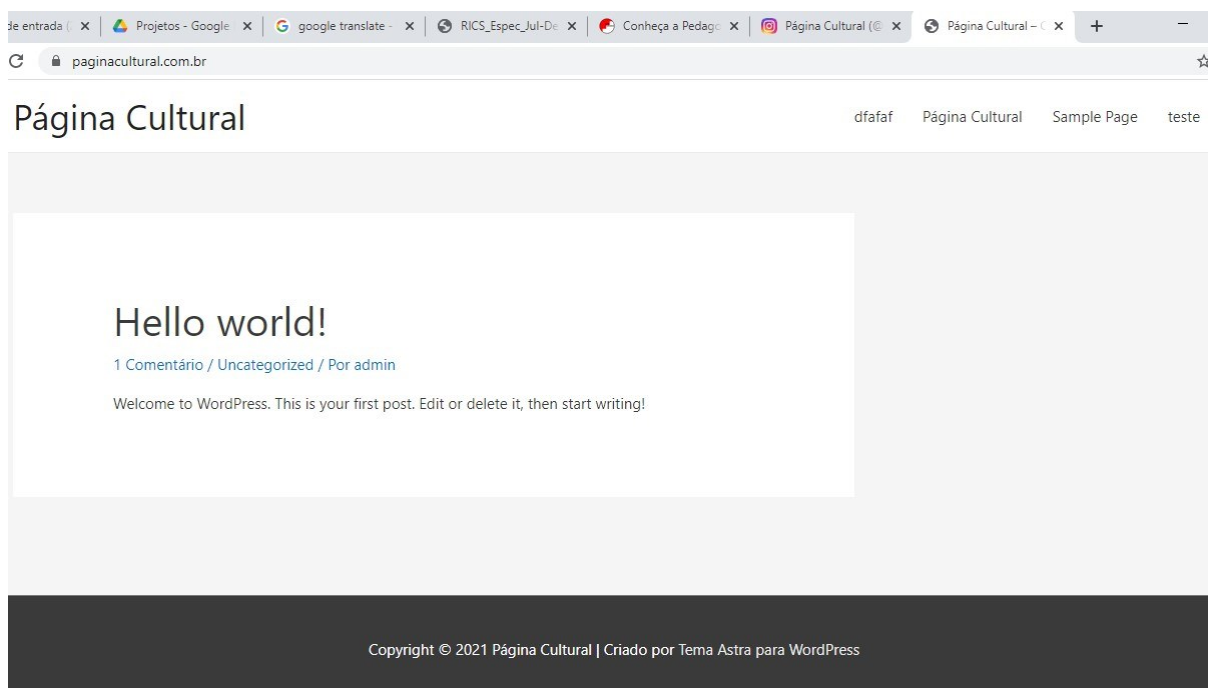 de entrada ( Projetos - Google google translate - RICS_Espec_Jul-De Conheça a Pedago Página Cultural (@ Página Cultural –
paginacultural.com.br
Página Cultural dfafaf Página Cultural Sample Page teste
Hello world!
1 Comentário / Uncategorized / Por admin
Welcome to WordPress. This is your first post. Edit or delete it, then start writing!
Copyright © 2021 Página Cultural | Criado por Tema Astra para WordPress